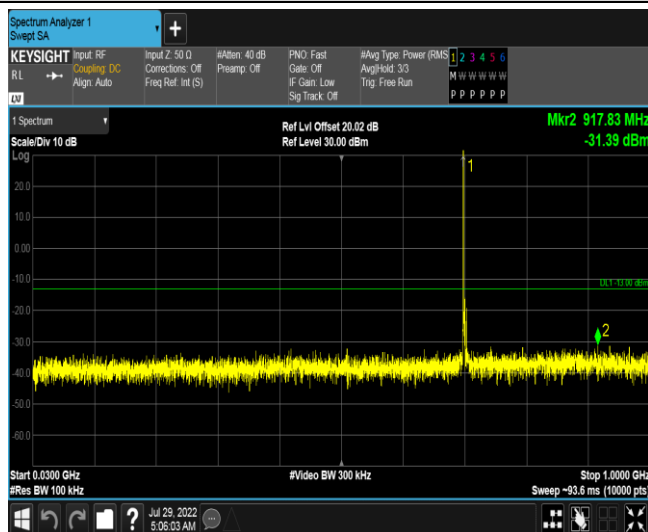 Spectrum Analyzer 1
Swept SA
KEYSIGHT
RL
Input: RF
Coupling: DC
Align: Auto
Input Z: 50 Ω
Corrections: Off
Freq Ref: Int (S)
#Atten: 40 dB
Preamp: Off
PNO: Fast
Gate: Off
IF Gain: Low
Sig Track: Off
#Avg Type: Power (RMS
Avg|Hold: 3/3
Trig: Free Run
1 2 3 4 5 6
M W W W W W
P P P P P P
LXI
1 Spectrum
Scale/Div 10 dB
Log
Ref Lvl Offset 20.02 dB
Ref Level 30.00 dBm
Mkr2 917.83 MHz
-31.39 dBm
1
20.0
10.0
0.00
-10.0
DL1 -13.00 dBm
-20.0
2
-30.0
-40.0
-50.0
-60.0
Start 0.0300 GHz
#Res BW 100 kHz
#Video BW 300 kHz
Stop 1.0000 GHz
Sweep ~93.6 ms (10000 pts)
?
Jul 29, 2022
5:06:03 AM